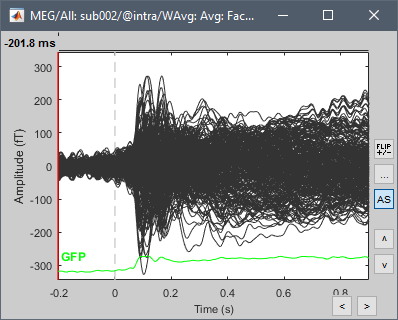 MEG/All: sub002/@intra/WAvg: Avg: Fac...
-201.8 ms
300
200
100
0
-100
-200
-300
Amplitude (fT)
GFP
-0.2
0
0.2
0.4
0.6
0.8
Time (s)
FLIP
+/-
...
AS
<
>